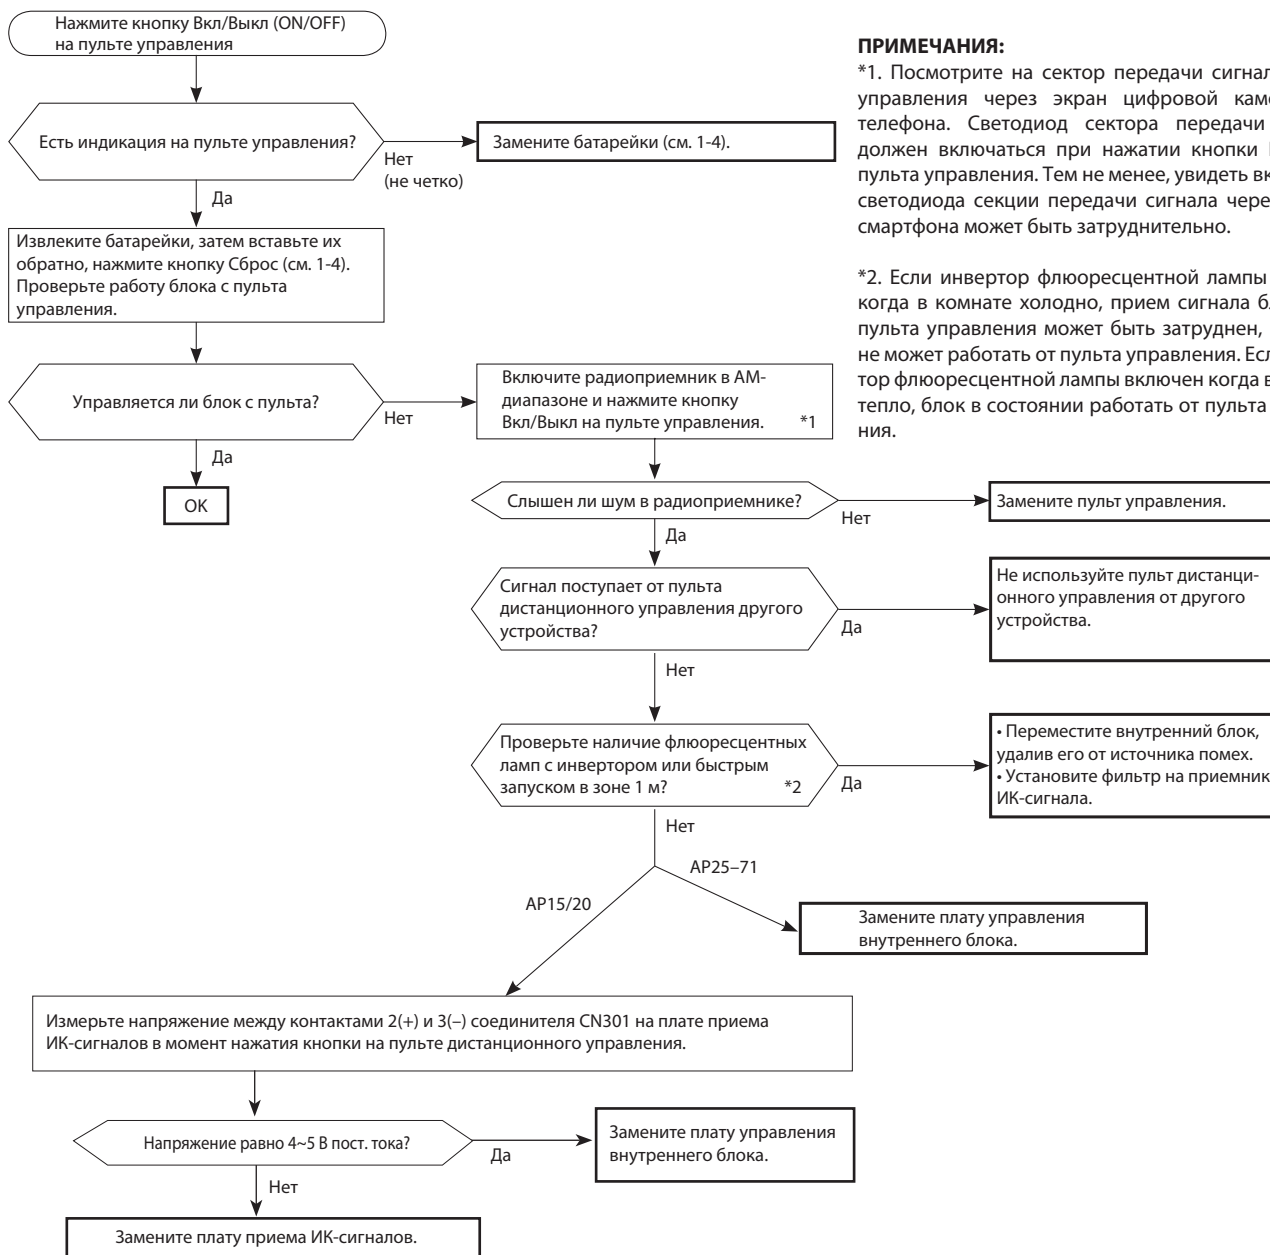 Нажмите кнопку Вкл/Выкл (ON/OFF)
на пульте управления
Есть индикация на пульте управления?
Нет
(не четко)
Замените батарейки (см. 1-4).
Да
Извлеките батарейки, затем вставьте их
обратно, нажмите кнопку Сброс (см. 1-4).
Проверьте работу блока с пульта
управления.
Управляется ли блок с пульта?
Нет
Да
OK
Включите радиоприемник в АМ-
диапазоне и нажмите кнопку
Вкл/Выкл на пульте управления. *1
ПРИМЕЧАНИЯ:
*1. Посмотрите на сектор передачи
управления через экран цифровой
телефона. Светодиод сектора передачи
должен включаться при нажатии кнопки
пульта управления. Тем не менее, увидеть
светодиода секции передачи сигнала
смартфона может быть затруднительно.
*2. Если инвертор флюоресцентной лампы
когда в комнате холодно, прием сигнала
пульта управления может быть затруднен,
не может работать от пульта управления.
тор флюоресцентной лампы включен когда
тепло, блок в состоянии работать от пульта
ния.
Слышен ли шум в радиоприемнике?
Нет
Замените пульт управления.
Да
Сигнал поступает от пульта
дистанционного управления другого
устройства?
Да
Не используйте пульт дистанци-
онного управления от другого
устройства.
Нет
Проверьте наличие флюоресцентных
ламп с инвертором или быстрым
запуском в зоне 1 м? *2
Да
• Переместите внутренний блок,
удалив его от источника помех.
• Установите фильтр на приемник
ИК-сигнала.
Нет
AP25–71
AP15/20
Замените плату управления
внутреннего блока.
Измерьте напряжение между контактами 2(+) и 3(–) соединителя CN301 на плате приема
ИК-сигналов в момент нажатия кнопки на пульте дистанционного управления.
Напряжение равно 4~5 В пост. тока?
Да
Замените плату управления
внутреннего блока.
Нет
Замените плату приема ИК-сигналов.